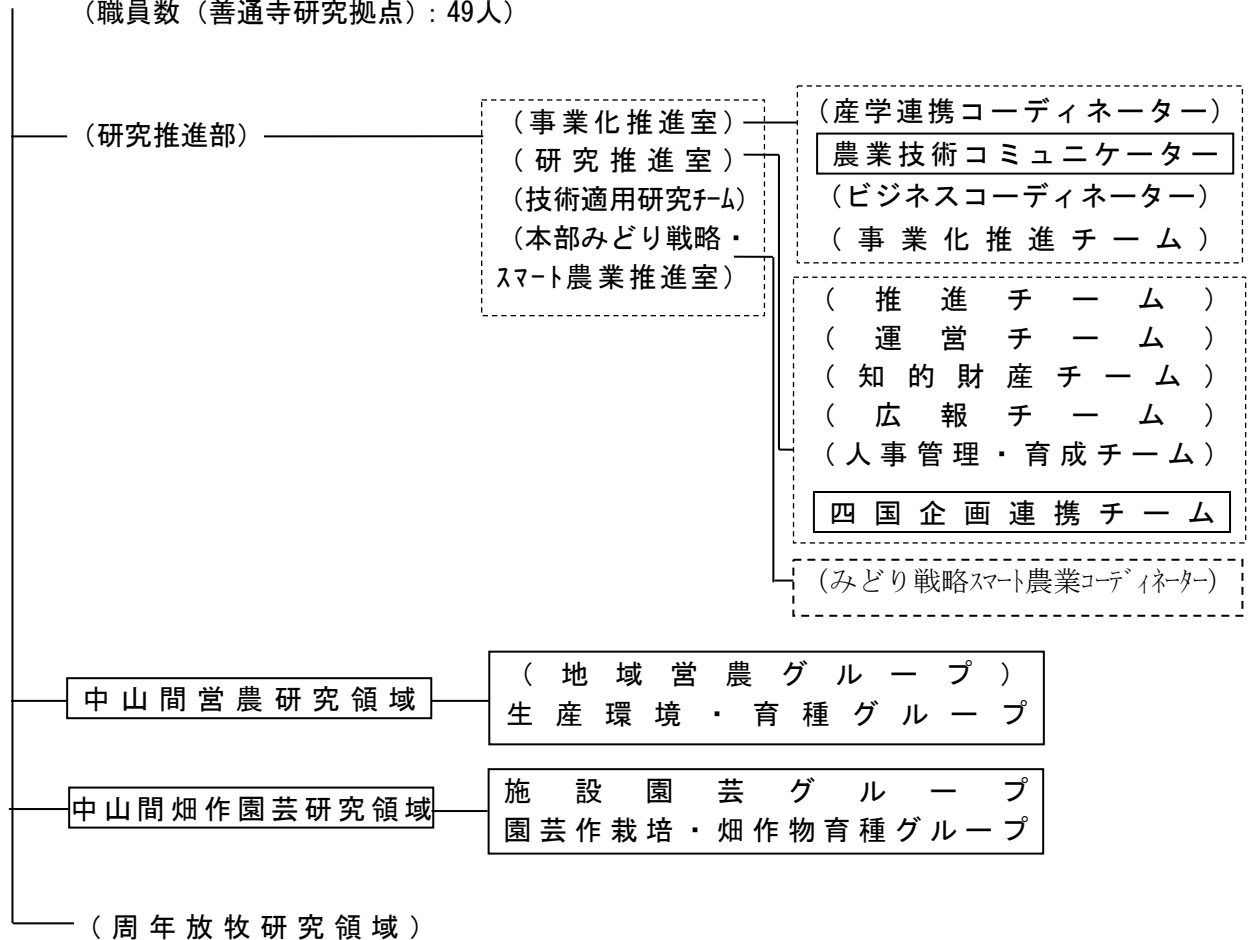 (職員数（善通寺研究拠点）: 49人）
(研究推進部)
(事業化推進室)
(研究推進室)
(技術適用研究ﾁｰﾑ)
(本部みどり戦略・
ｽﾏｰﾄ農業推進室)
(産学連携コーディネーター)
農業技術コミュニケーター
(ビジネスコーディネーター)
(事業化推進チーム)
(推進チーム)
(運営チーム)
(知的財産チーム)
(広報チーム)
(人事管理・育成チーム)
四国企画連携チーム
(みどり戦略ｽﾏｰﾄ農業ｺｰﾃﾞｨﾈｰﾀｰ)
中山間営農研究領域
(地域営農グループ)
生産環境・育種グループ
中山間畑作園芸研究領域
施設園芸グループ
園芸作栽培・畑作物育種グループ
(周年放牧研究領域)